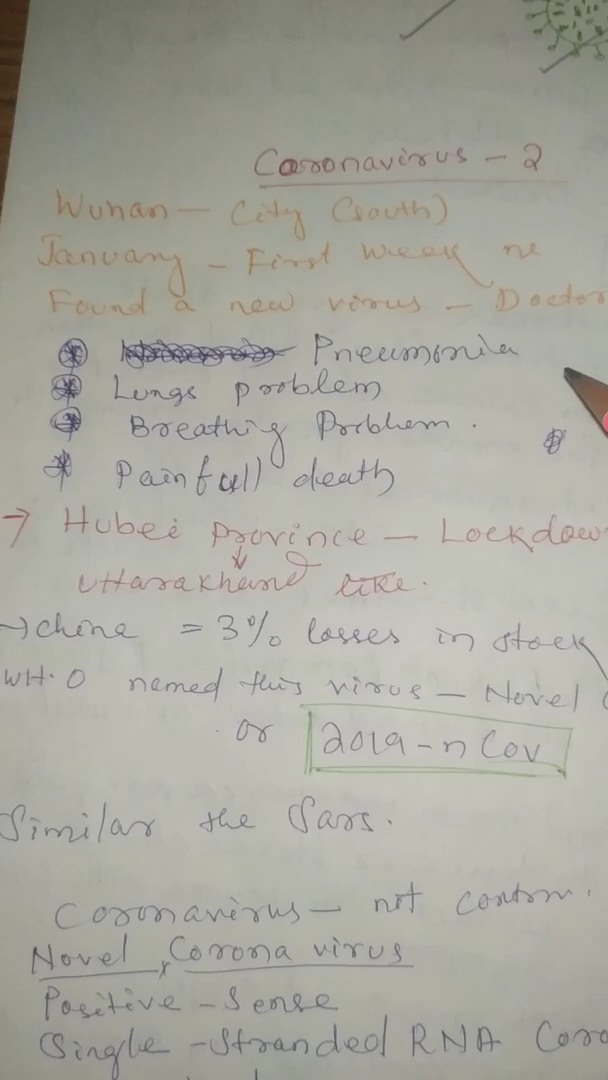 Coronavirus - 2
Wuhan - City (south)
January - First week
Found a new virus - Doctor
Pneumonia
Lungs problem
Breathing Problem.
Painfull death
→ Hubei province - Lockdow
Uttarakhand like.
→ China = 3% losses in stock
W.H.O named this virus - Novel
or 2019-nCov
Similar the Sars.
Coronavirus - not
Novel, Corona virus
Positive - Sense
Single - Stranded RNA Coro